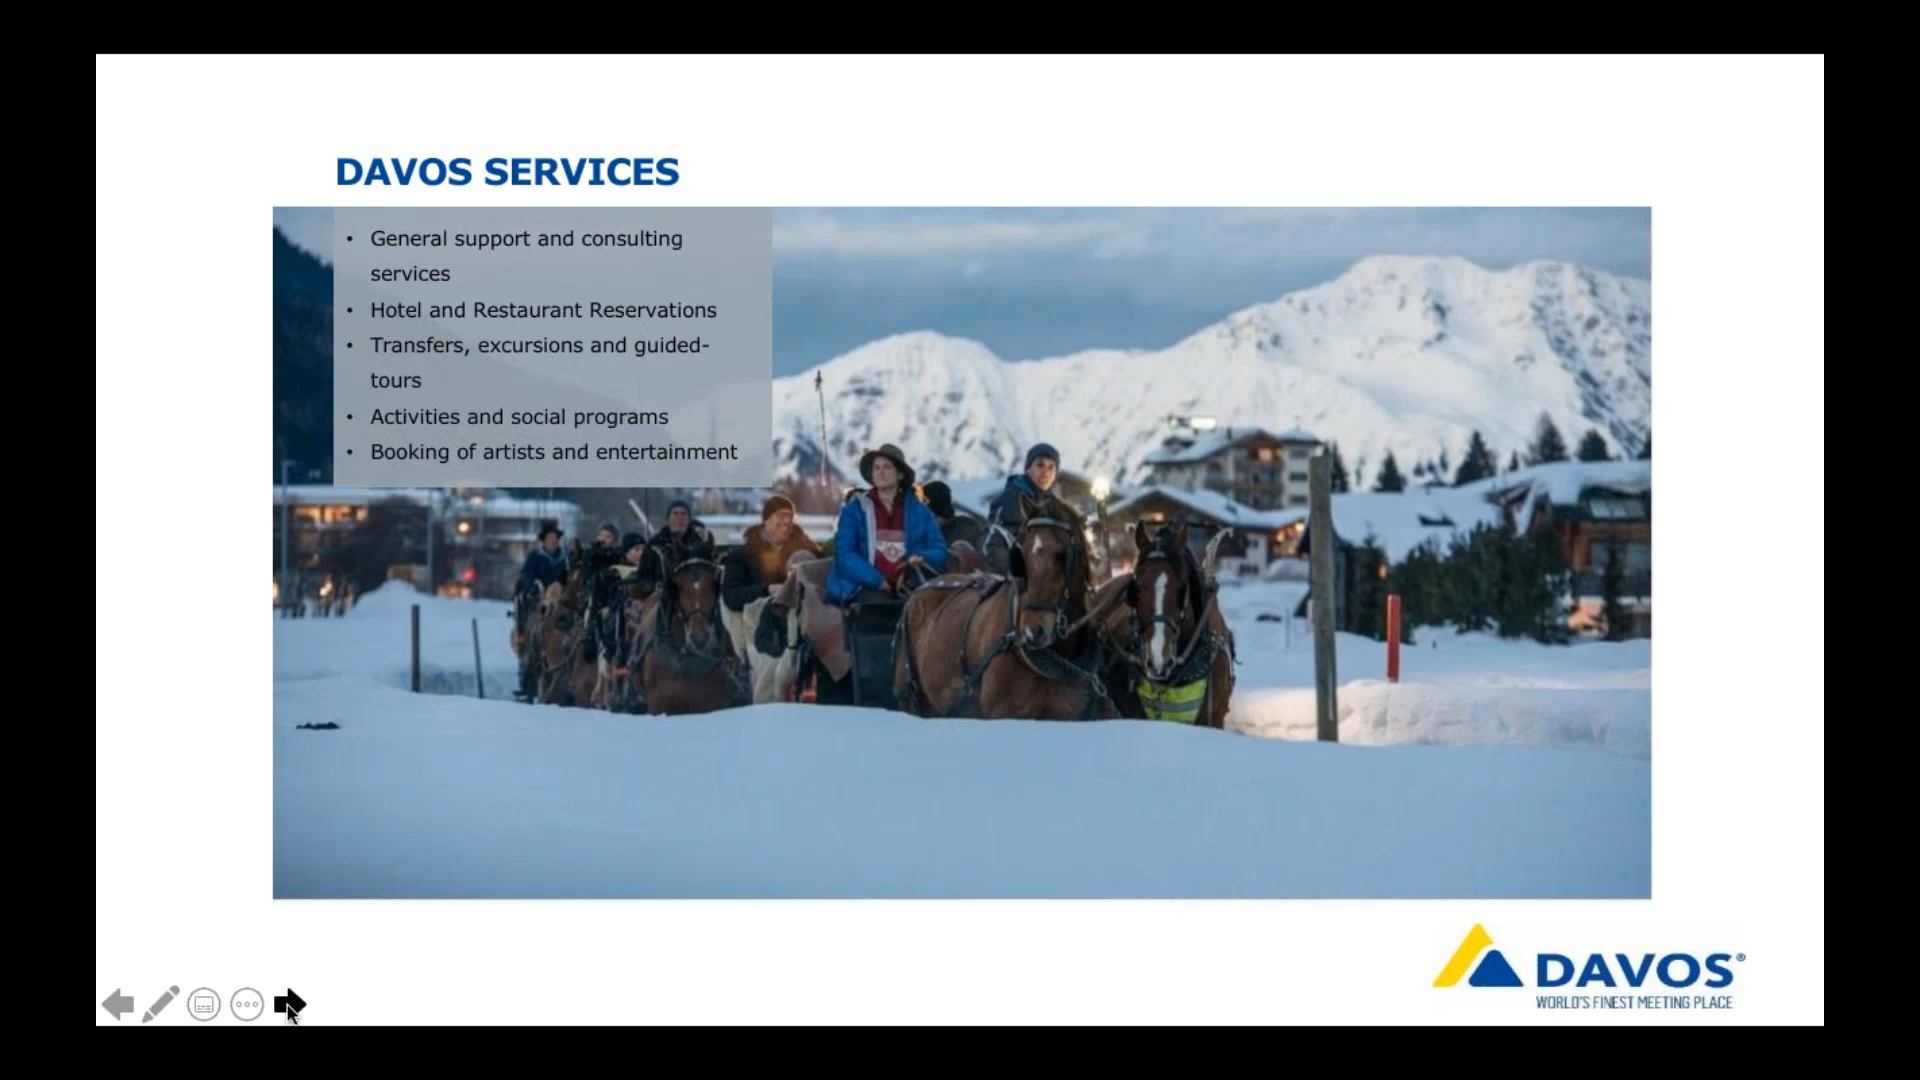 DAVOS SERVICES
• General support and consulting
services
• Hotel and Restaurant Reservations
• Transfers, excursions and guided-
tours
• Activities and social programs
• Booking of artists and entertainment
DAVOS®
WORLD'S FINEST MEETING PLACE